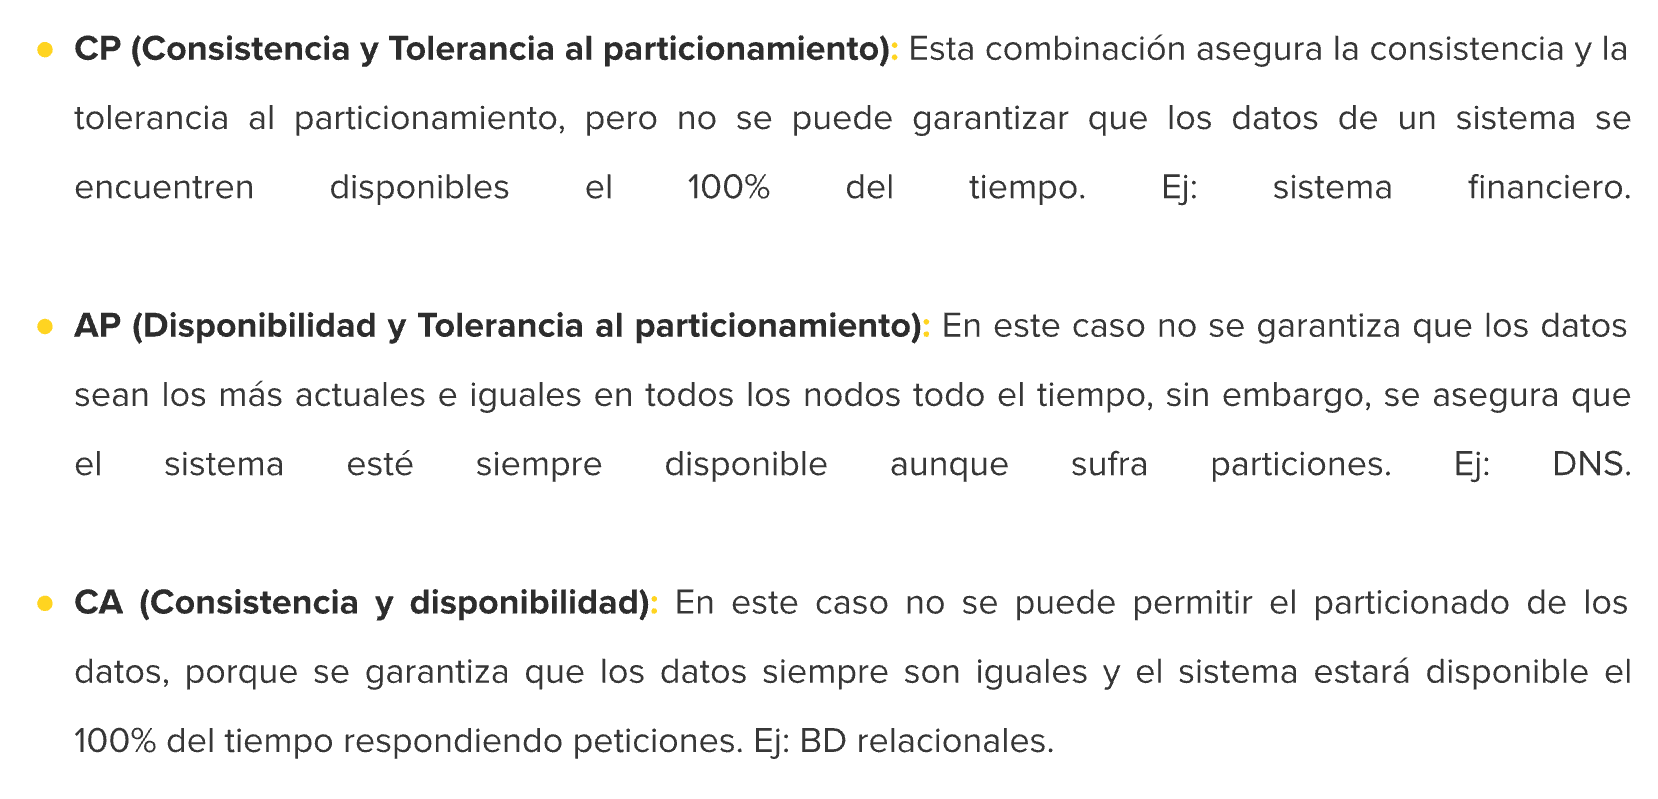 • CP (Consistencia y Tolerancia al particionamiento): Esta combinación asegura la consistencia y la
tolerancia al particionamiento, pero no se puede garantizar que los datos de un sistema se
encuentren disponibles el 100% del tiempo. Ej: sistema financiero.
• AP (Disponibilidad y Tolerancia al particionamiento): En este caso no se garantiza que los datos
sean los más actuales e iguales en todos los nodos todo el tiempo, sin embargo, se asegura que
el sistema esté siempre disponible aunque sufra particiones. Ej: DNS.
• CA (Consistencia y disponibilidad): En este caso no se puede permitir el particionado de los
datos, porque se garantiza que los datos siempre son iguales y el sistema estará disponible el
100% del tiempo respondiendo peticiones. Ej: BD relacionales.